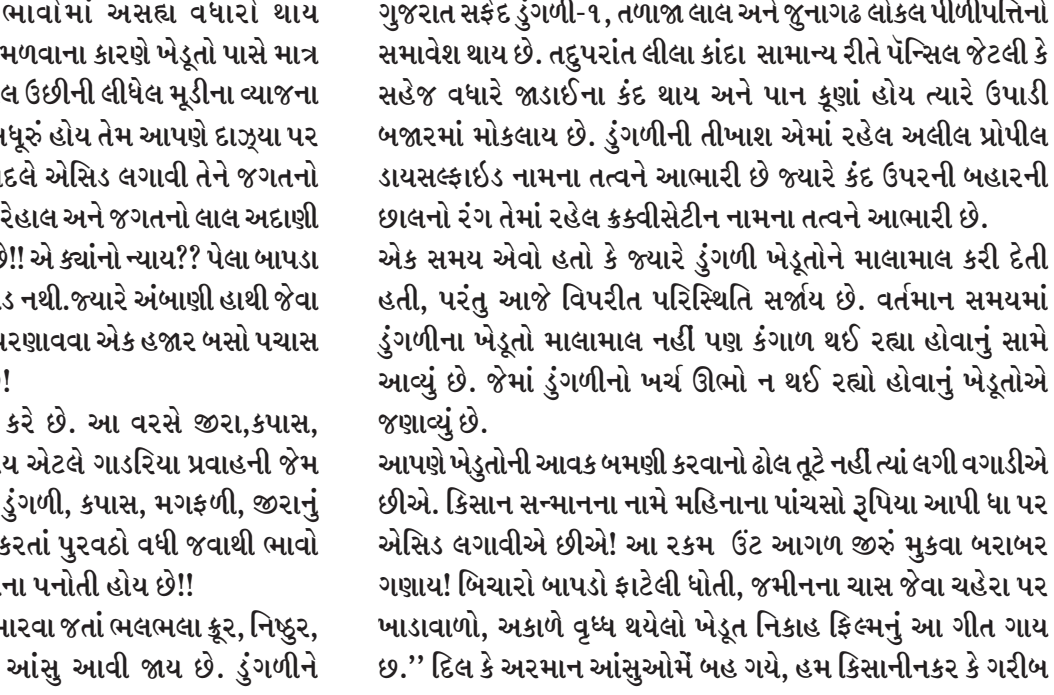 ભાવોમાં અસહ્ય વધારો થાય
મળવાના કારણે ખેડૂતો પાસે માત્ર
લ ઉછીની લીધેલ મૂડીના વ્યાજના
ધૂરું હોય તેમ આપણે દાઝ્યા પર
દલે એસિડ લગાવી તેને જગતનો
રેહાલ અને જગતનો લાલ અદાણી
છે!! એ ક્યાંનો ન્યાય?? પેલા બાપડા
ડ નથી.જ્યારે અંબાણી હાથી જેવા
પરણાવવા એક હજાર બસો પચાસ
!
કરે છે. આ વરસે જીરા,કપાસ,
ય એટલે ગાડરિયા પ્રવાહની જેમ
ડુંગળી, કપાસ, મગફળી, જીરાનું
કરતાં પુરવઠો વધી જવાથી ભાવો
ના પનોતી હોય છે!!
મારવા જતાં ભલભલા ક્રૂર, નિષ્ઠુર,
આંસુ આવી જાય છે. ડુંગળીને
ગુજરાત સફેદ ડુંગળી-૧, તળાજા લાલ અને જુનાગઢ લોકલ પીળીપત્તિનો
સમાવેશ થાય છે. તદુપરાંત લીલા કાંદા સામાન્ય રીતે પેન્સિલ જેટલી કે
સહેજ વધારે જાડાઈના કંદ થાય અને પાન કૂણાં હોય ત્યારે ઉપાડી
બજારમાં મોકલાય છે. ડુંગળીની તીખાશ એમાં રહેલ અલીલ પ્રોપીલ
ડાયસલ્ફાઇડ નામના તત્વને આભારી છે જ્યારે કંદ ઉપરની બહારની
છાલનો રંગ તેમાં રહેલ ક્રક્વીસેટીન નામના તત્વને આભારી છે.
એક સમય એવો હતો કે જ્યારે ડુંગળી ખેડૂતોને માલામાલ કરી દેતી
હતી, પરંતુ આજે વિપરીત પરિસ્થિતિ સર્જાય છે. વર્તમાન સમયમાં
ડુંગળીના ખેડૂતો માલામાલ નહીં પણ કંગાળ થઈ રહ્યા હોવાનું સામે
આવ્યું છે. જેમાં ડુંગળીનો ખર્ચ ઊભો ન થઈ રહ્યો હોવાનું ખેડૂતોએ
જણાવ્યું છે.
આપણે ખેડુતોની આવક બમણી કરવાનો ઢોલ તૂટે નહીં ત્યાં લગી વગાડીએ
છીએ. કિસાન સન્માનના નામે મહિનાના પાંચસો રૂપિયા આપી ધા પર
એસિડ લગાવીએ છીએ! આ રકમ ઉંટ આગળ જીરું મુકવા બરાબર
ગણાય! બિચારો બાપડો ફાટેલી ધોતી, જમીનના ચાસ જેવા ચહેરા પર
ખાડાવાળો, અકાળે વૃધ્ધ થયેલો ખેડૂત નિકાહ ફિલ્મનું આ ગીત ગાય
છ.’’ દિલ કે અરમાન આંસુઓમેં બહ ગયે, હમ કિસાનીનકર કે ગરીબ